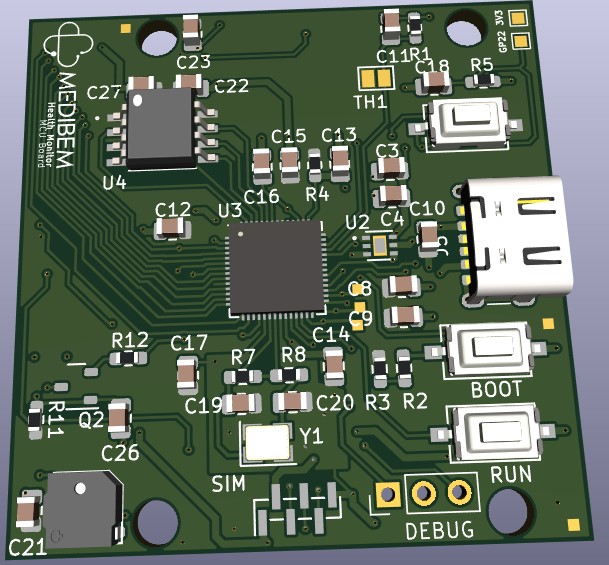 3V3
GP22
C23
C11
R1
C18
R5
TH1
C27
C22
MEDIBEM
Health Monitor
MCU Board
U4
C15
C13
C16
R4
C3
C4
C12
U3
U2
C10
J5
C8
C9
R12
C17
R7
R8
C14
R3
R2
BOOT
R11
Q2
C26
C19
C20
Y1
SIM
RUN
DEBUG
C21